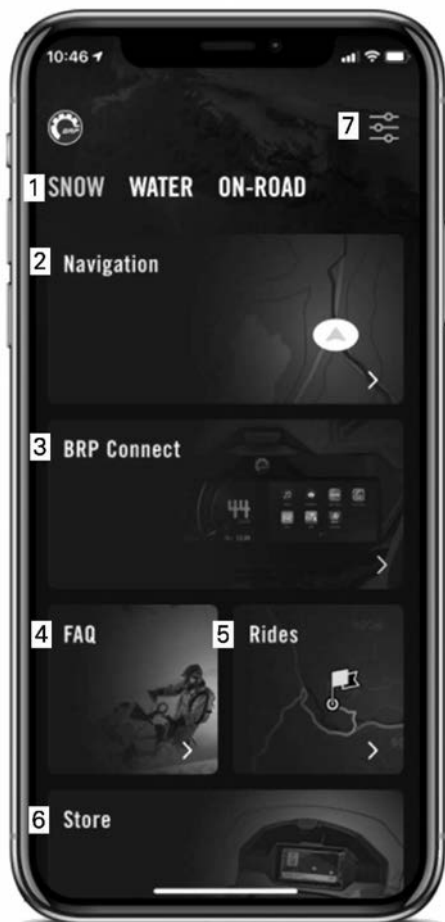 10:46
7
1 SNOW WATER ON-ROAD
2 Navigation
3 BRP Connect
44
4 FAQ
5 Rides
6 Store